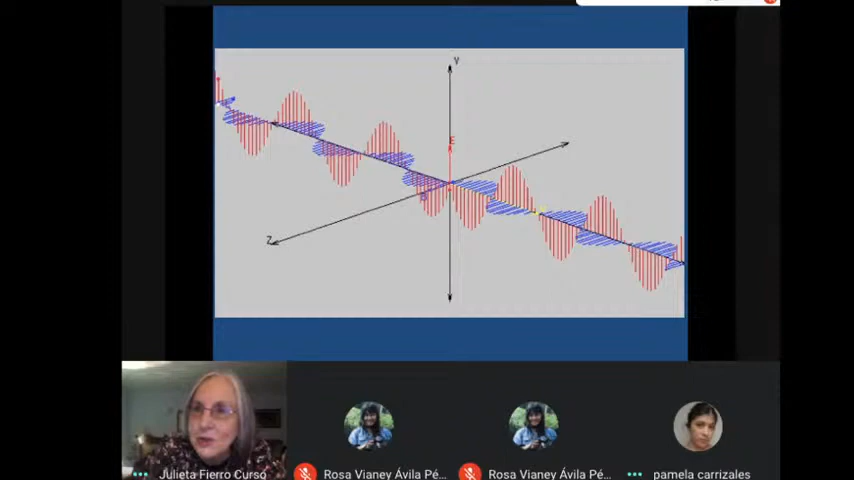 Y
E
Z
Julieta Fierro Curso
Rosa Vianey Ávila Pé...
Rosa Vianey Ávila Pé...
pamela carrizales